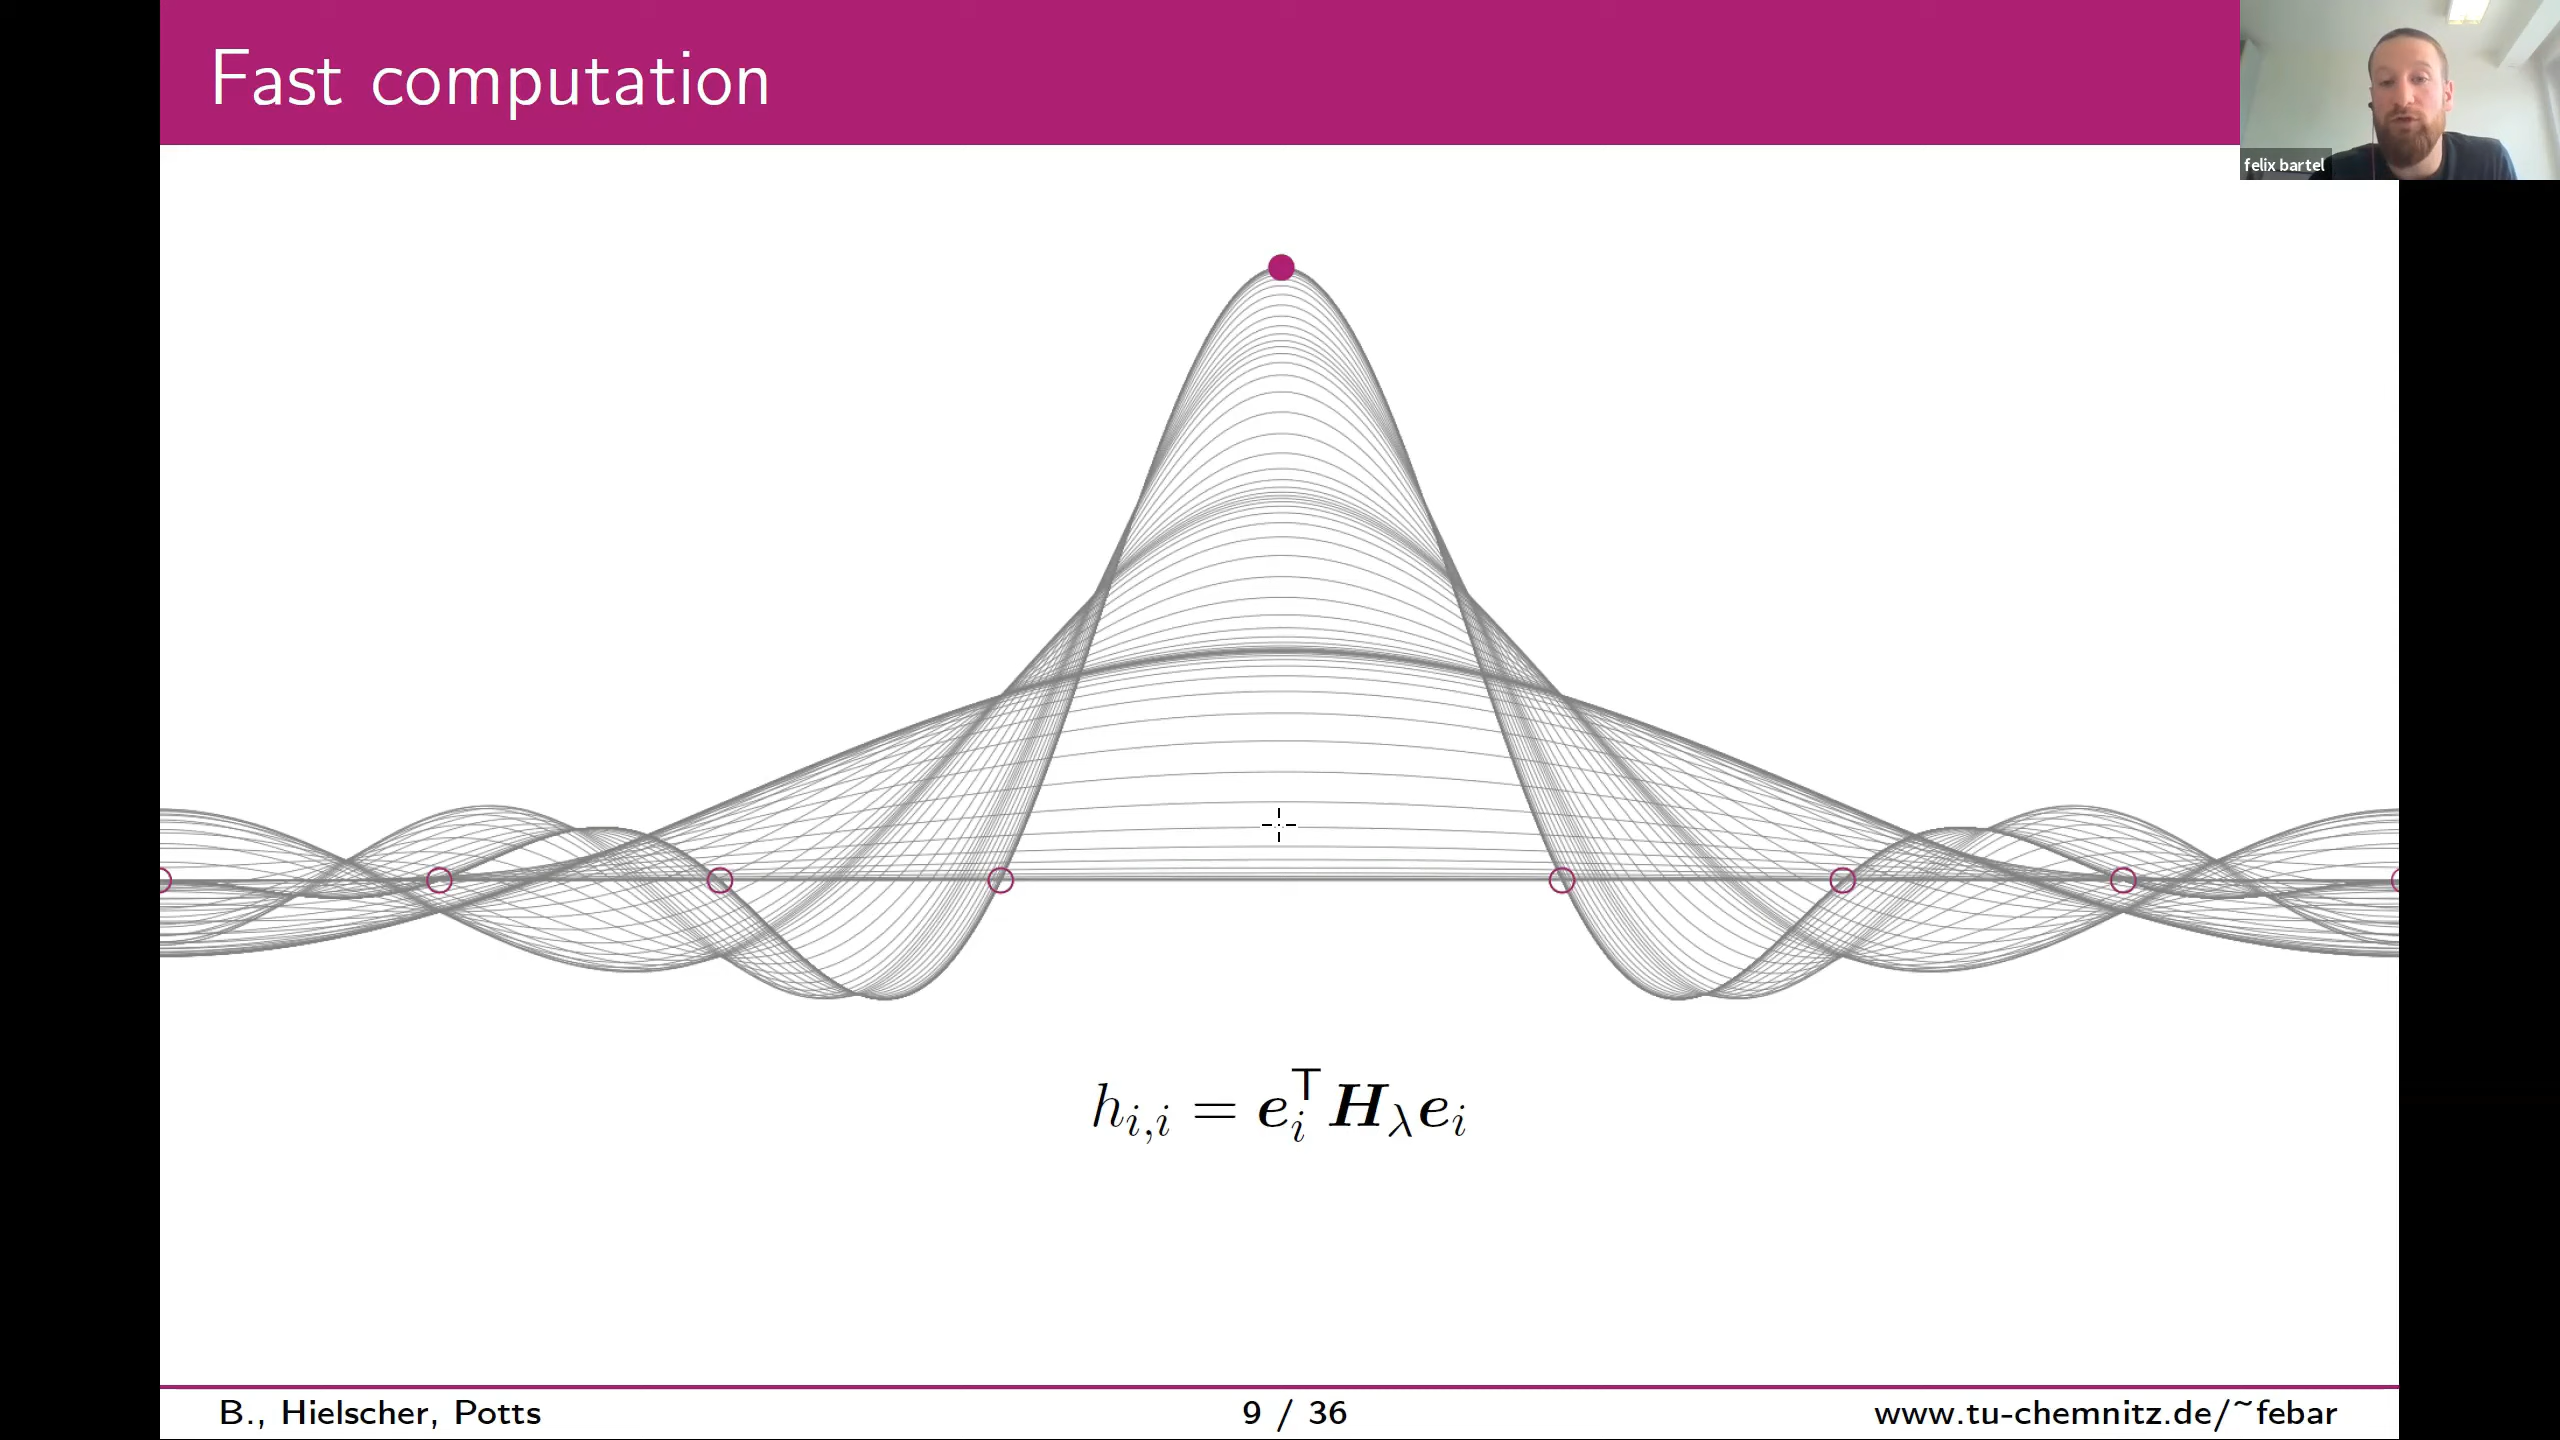 Fast computation
felix bartel
h_{i,i} = e_i^T H_λ e_i
B., Hielscher, Potts
9 / 36
www.tu-chemnitz.de/~febar